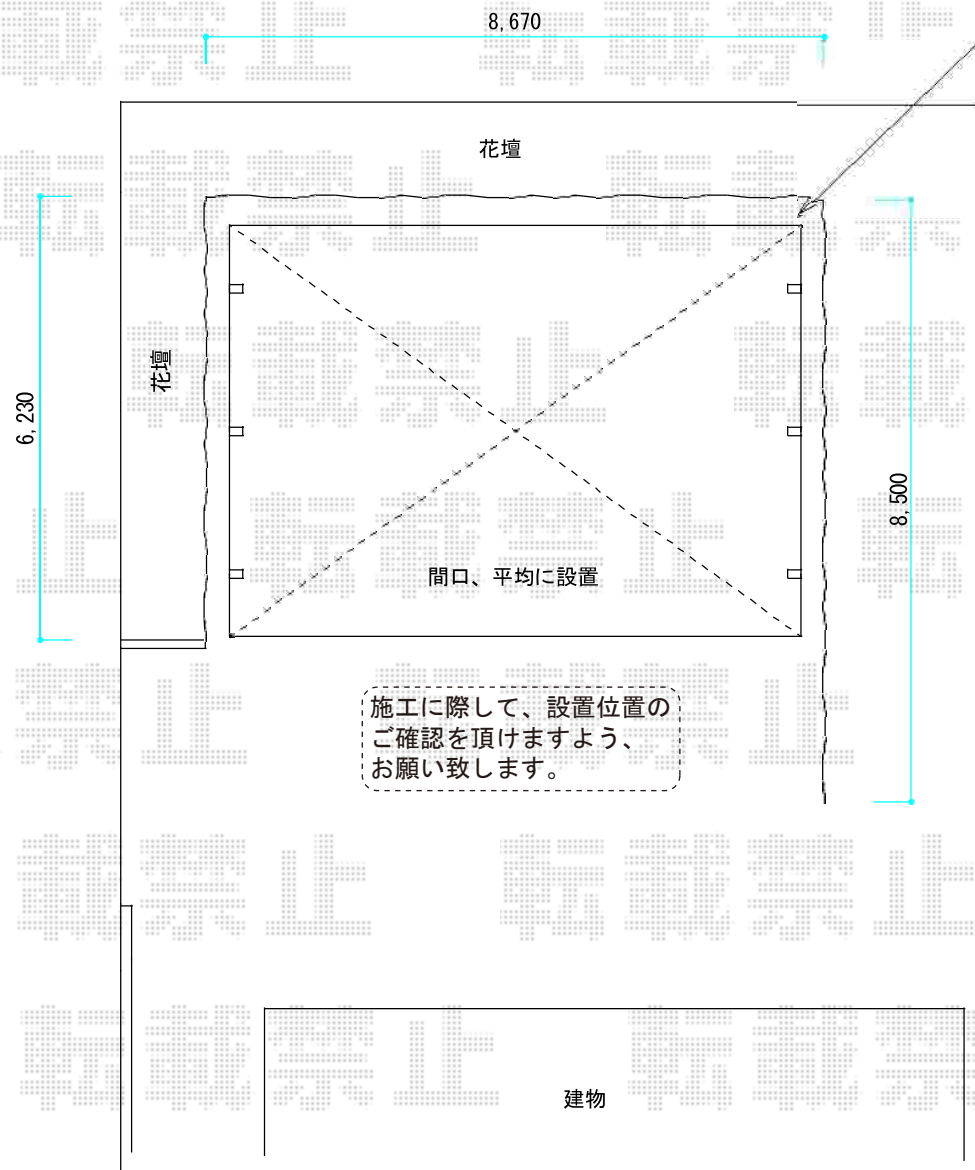 8,670
花壇
花壇
6,230
8,500
間口、平均に設置
施工に際して、設置位置の
ご確認を頂けますよう、
お願い致します。
建物
転載禁止